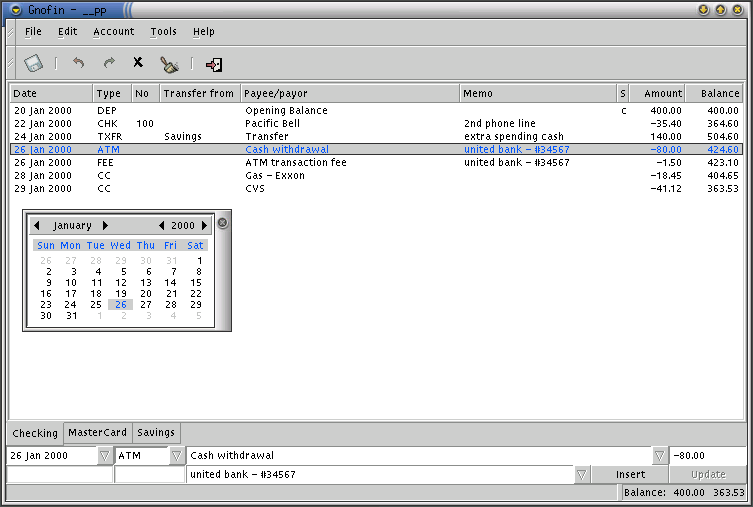 Gnofin - __pp
File Edit Account Tools Help
Date Type No Transfer from Payee/payor Memo S Amount Balance
20 Jan 2000 DEP Opening Balance c 400.00 400.00
22 Jan 2000 CHK 100 Pacific Bell 2nd phone line -35.40 364.60
24 Jan 2000 TXFR Savings Transfer extra spending cash 140.00 504.60
26 Jan 2000 ATM Cash withdrawal united bank - #34567 -80.00 424.60
26 Jan 2000 FEE ATM transaction fee united bank - #34567 -1.50 423.10
28 Jan 2000 CC Gas - Exxon -18.45 404.65
29 Jan 2000 CC CVS -41.12 363.53
January 2000
Sun Mon Tue Wed Thu Fri Sat
26 27 28 29 30 31 1
2 3 4 5 6 7 8
9 10 11 12 13 14 15
16 17 18 19 20 21 22
23 24 25 26 27 28 29
30 31 1 2 3 4 5
Checking MasterCard Savings
26 Jan 2000 ATM Cash withdrawal -80.00
united bank - #34567 Insert Update
Balance: 400.00 363.53